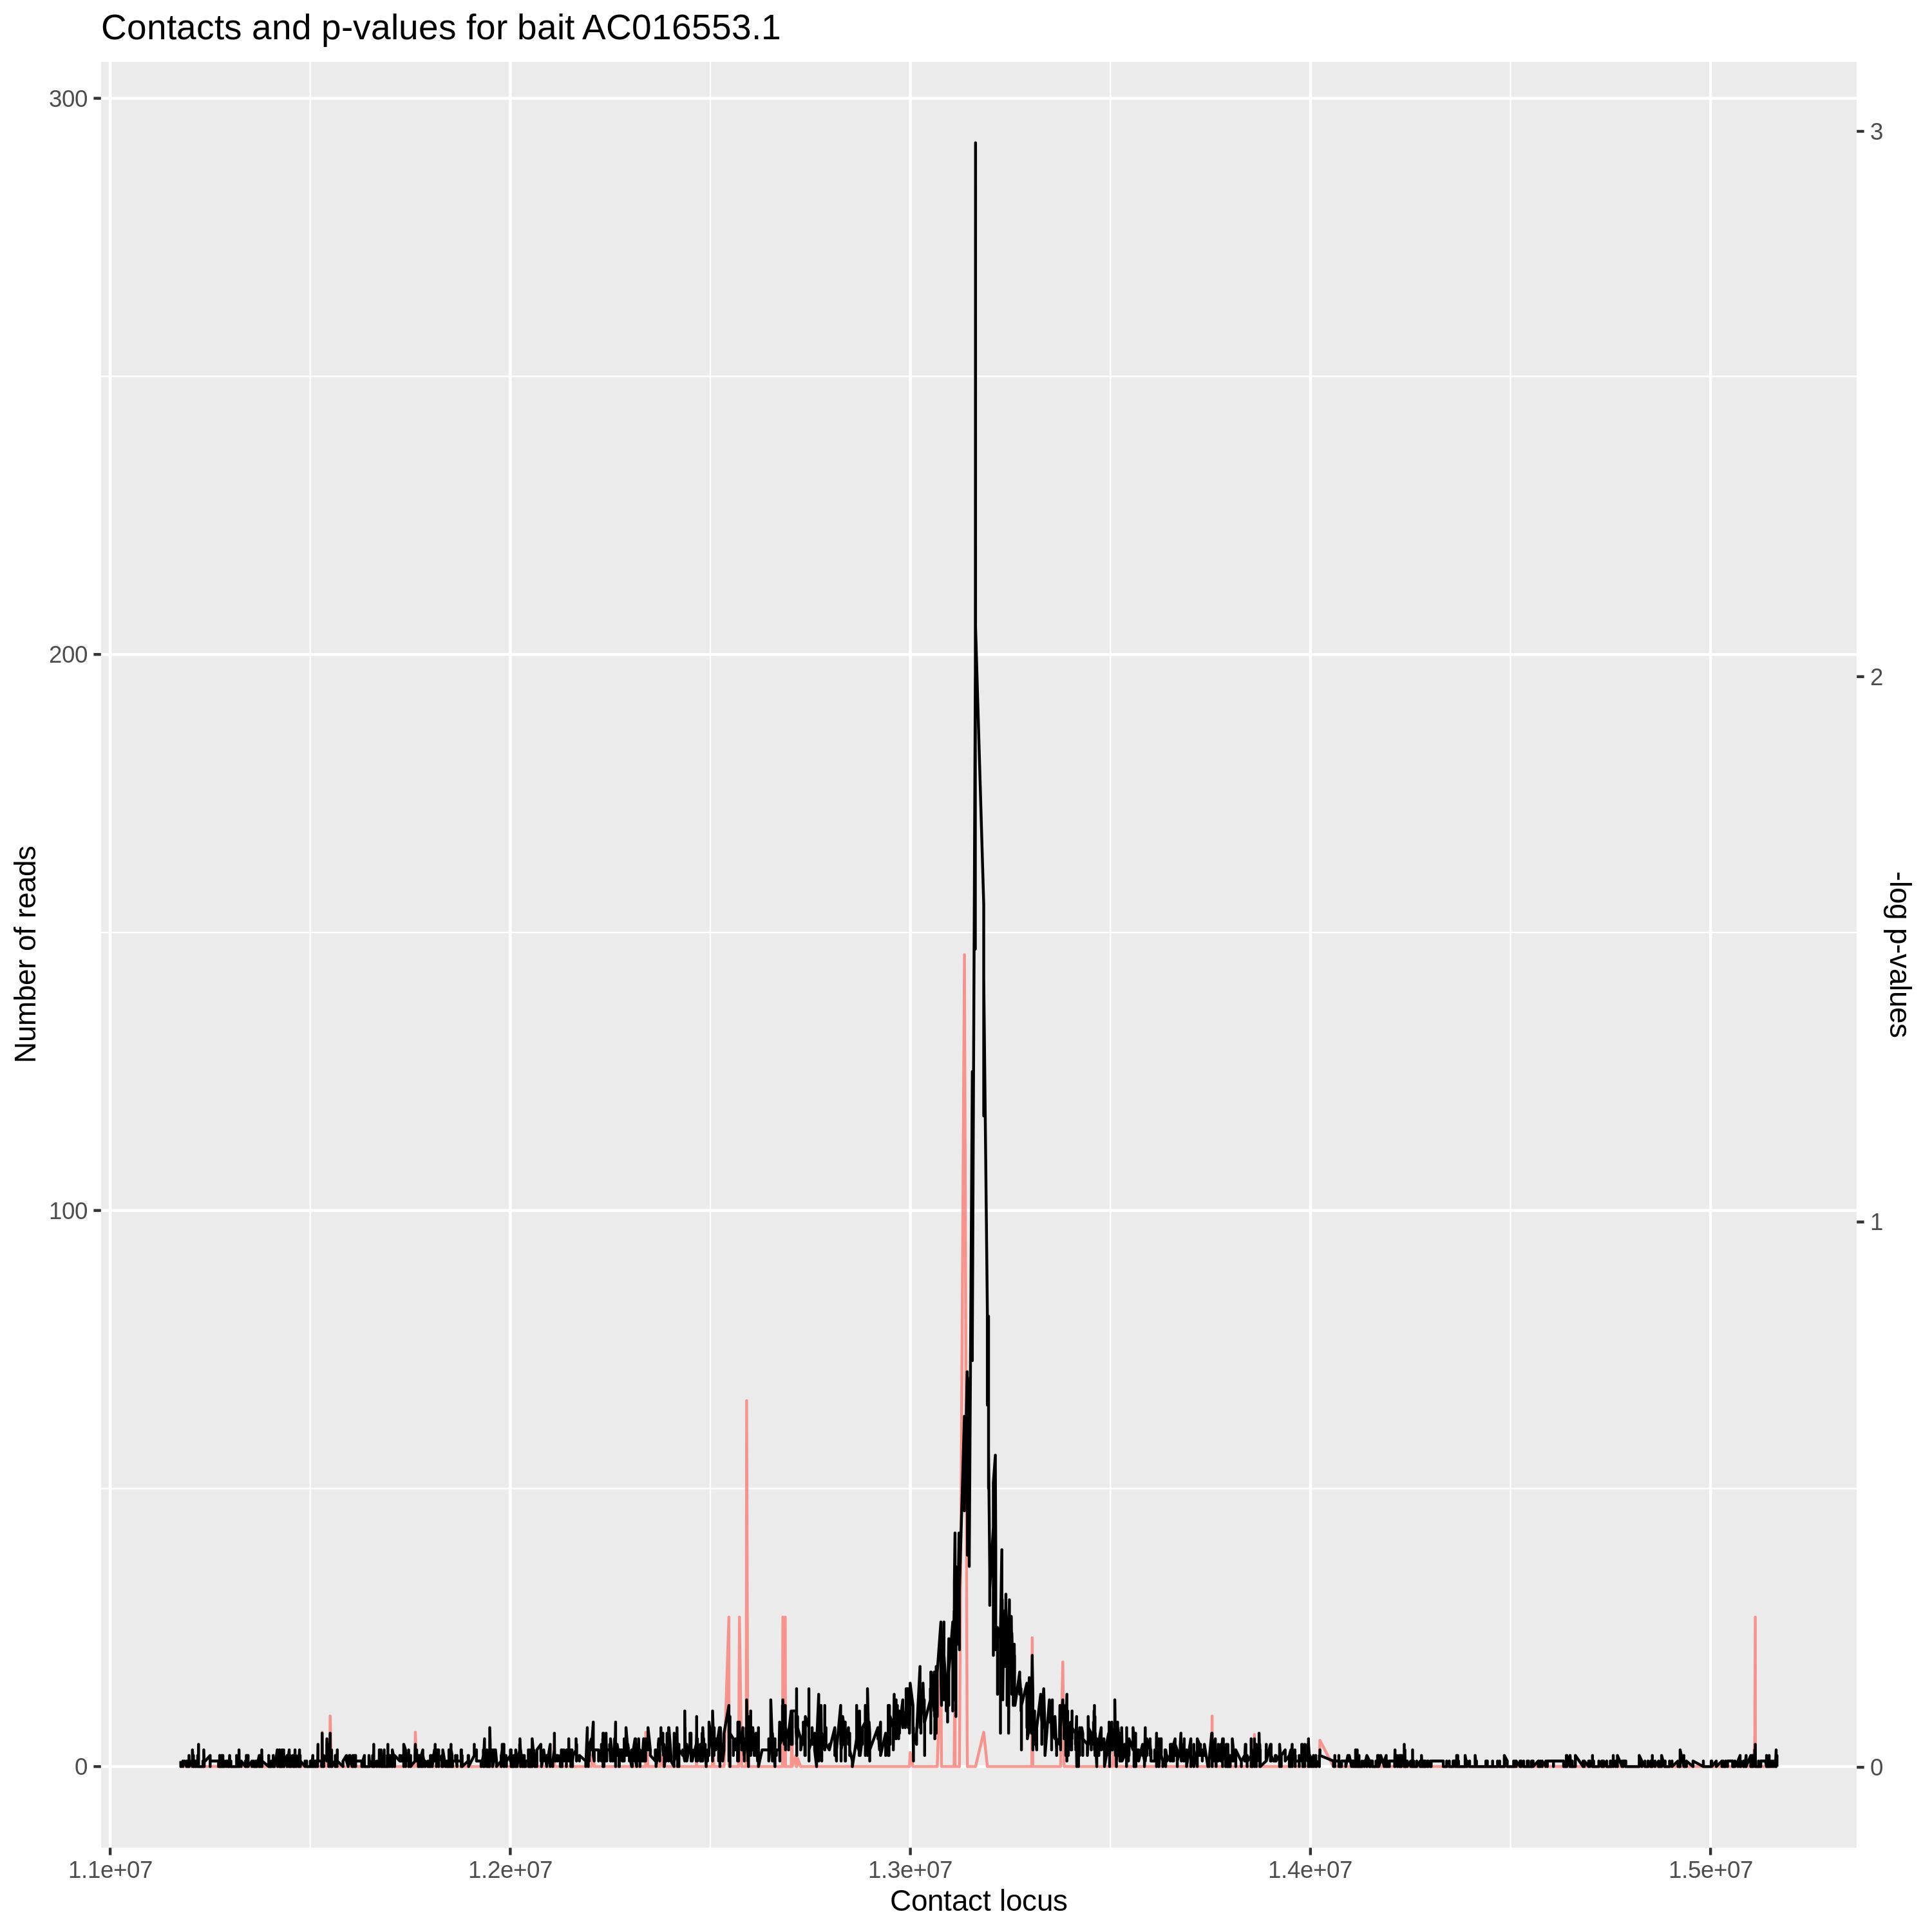 Contacts and p-values for bait AC016553.1
300
200
100
0
Number of reads
3
2
1
0
-log p-values
1.1e+07 1.2e+07 1.3e+07 1.4e+07 1.5e+07
Contact locus